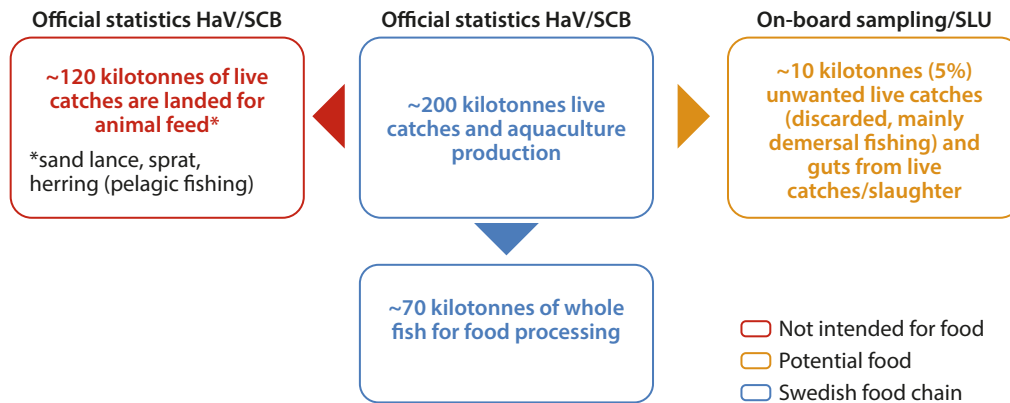 Official statistics HaV/SCB
~120 kilotonnes of live
catches are landed for
animal feed*
*sand lance, sprat,
herring (pelagic fishing)
Official statistics HaV/SCB
~200 kilotonnes live
catches and aquaculture
production
On-board sampling/SLU
~10 kilotonnes (5%)
unwanted live catches
(discarded, mainly
demersal fishing) and
guts from live
catches/slaughter
~70 kilotonnes of whole
fish for food processing
Not intended for food
Potential food
Swedish food chain